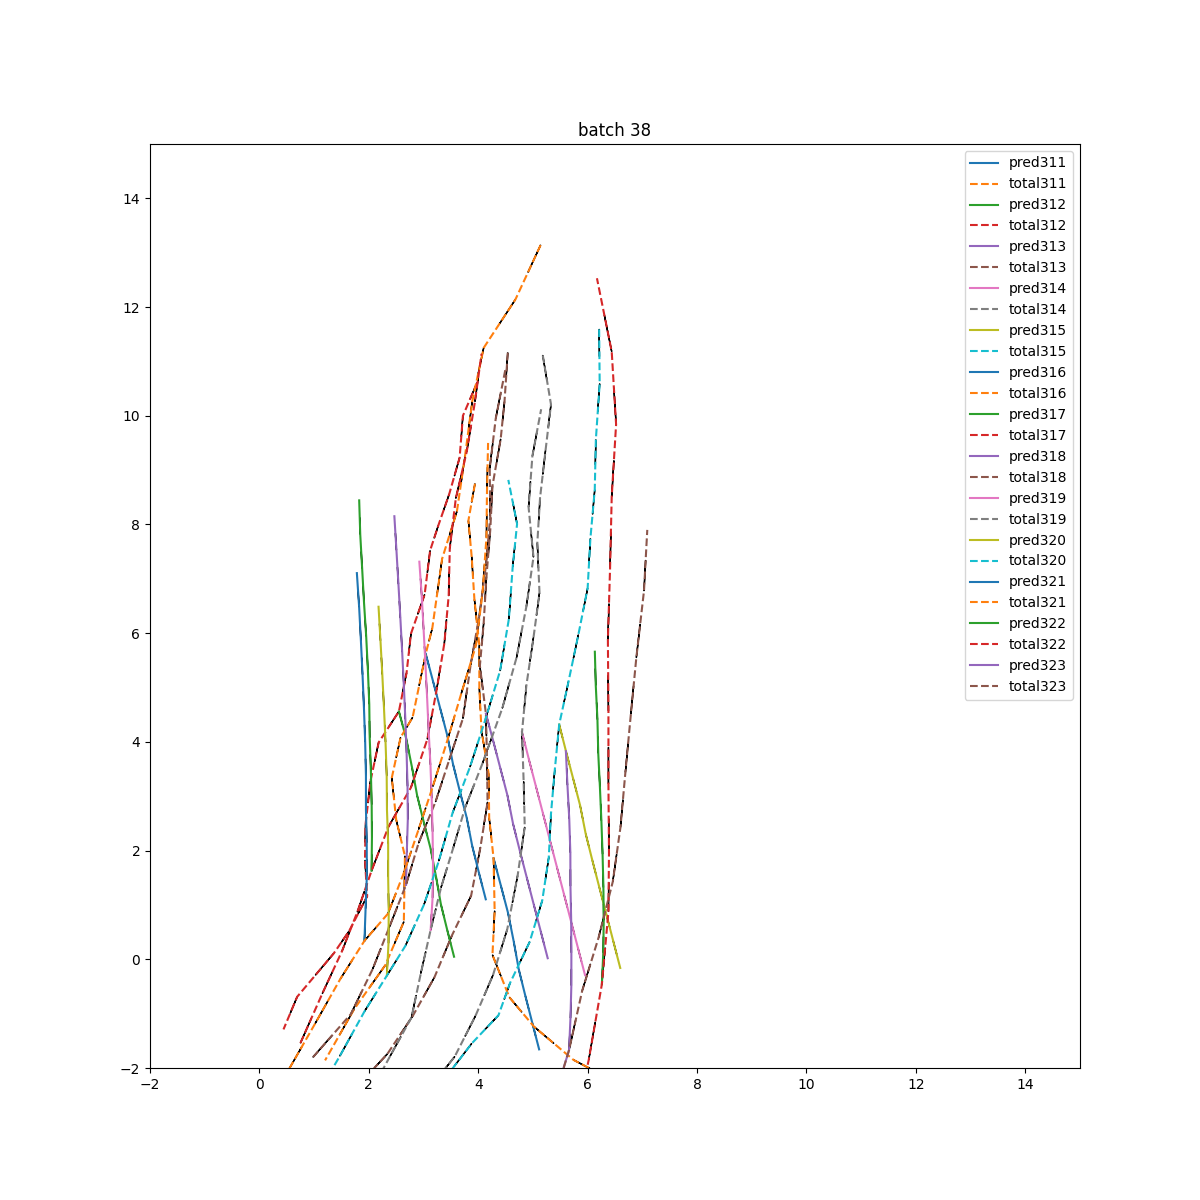 batch 38
pred311
total311
pred312
total312
pred313
total313
pred314
total314
pred315
total315
pred316
total316
pred317
total317
pred318
total318
pred319
total319
pred320
total320
pred321
total321
pred322
total322
pred323
total323
14
12
10
8
6
4
2
0
−2
−2 0 2 4 6 8 10 12 14